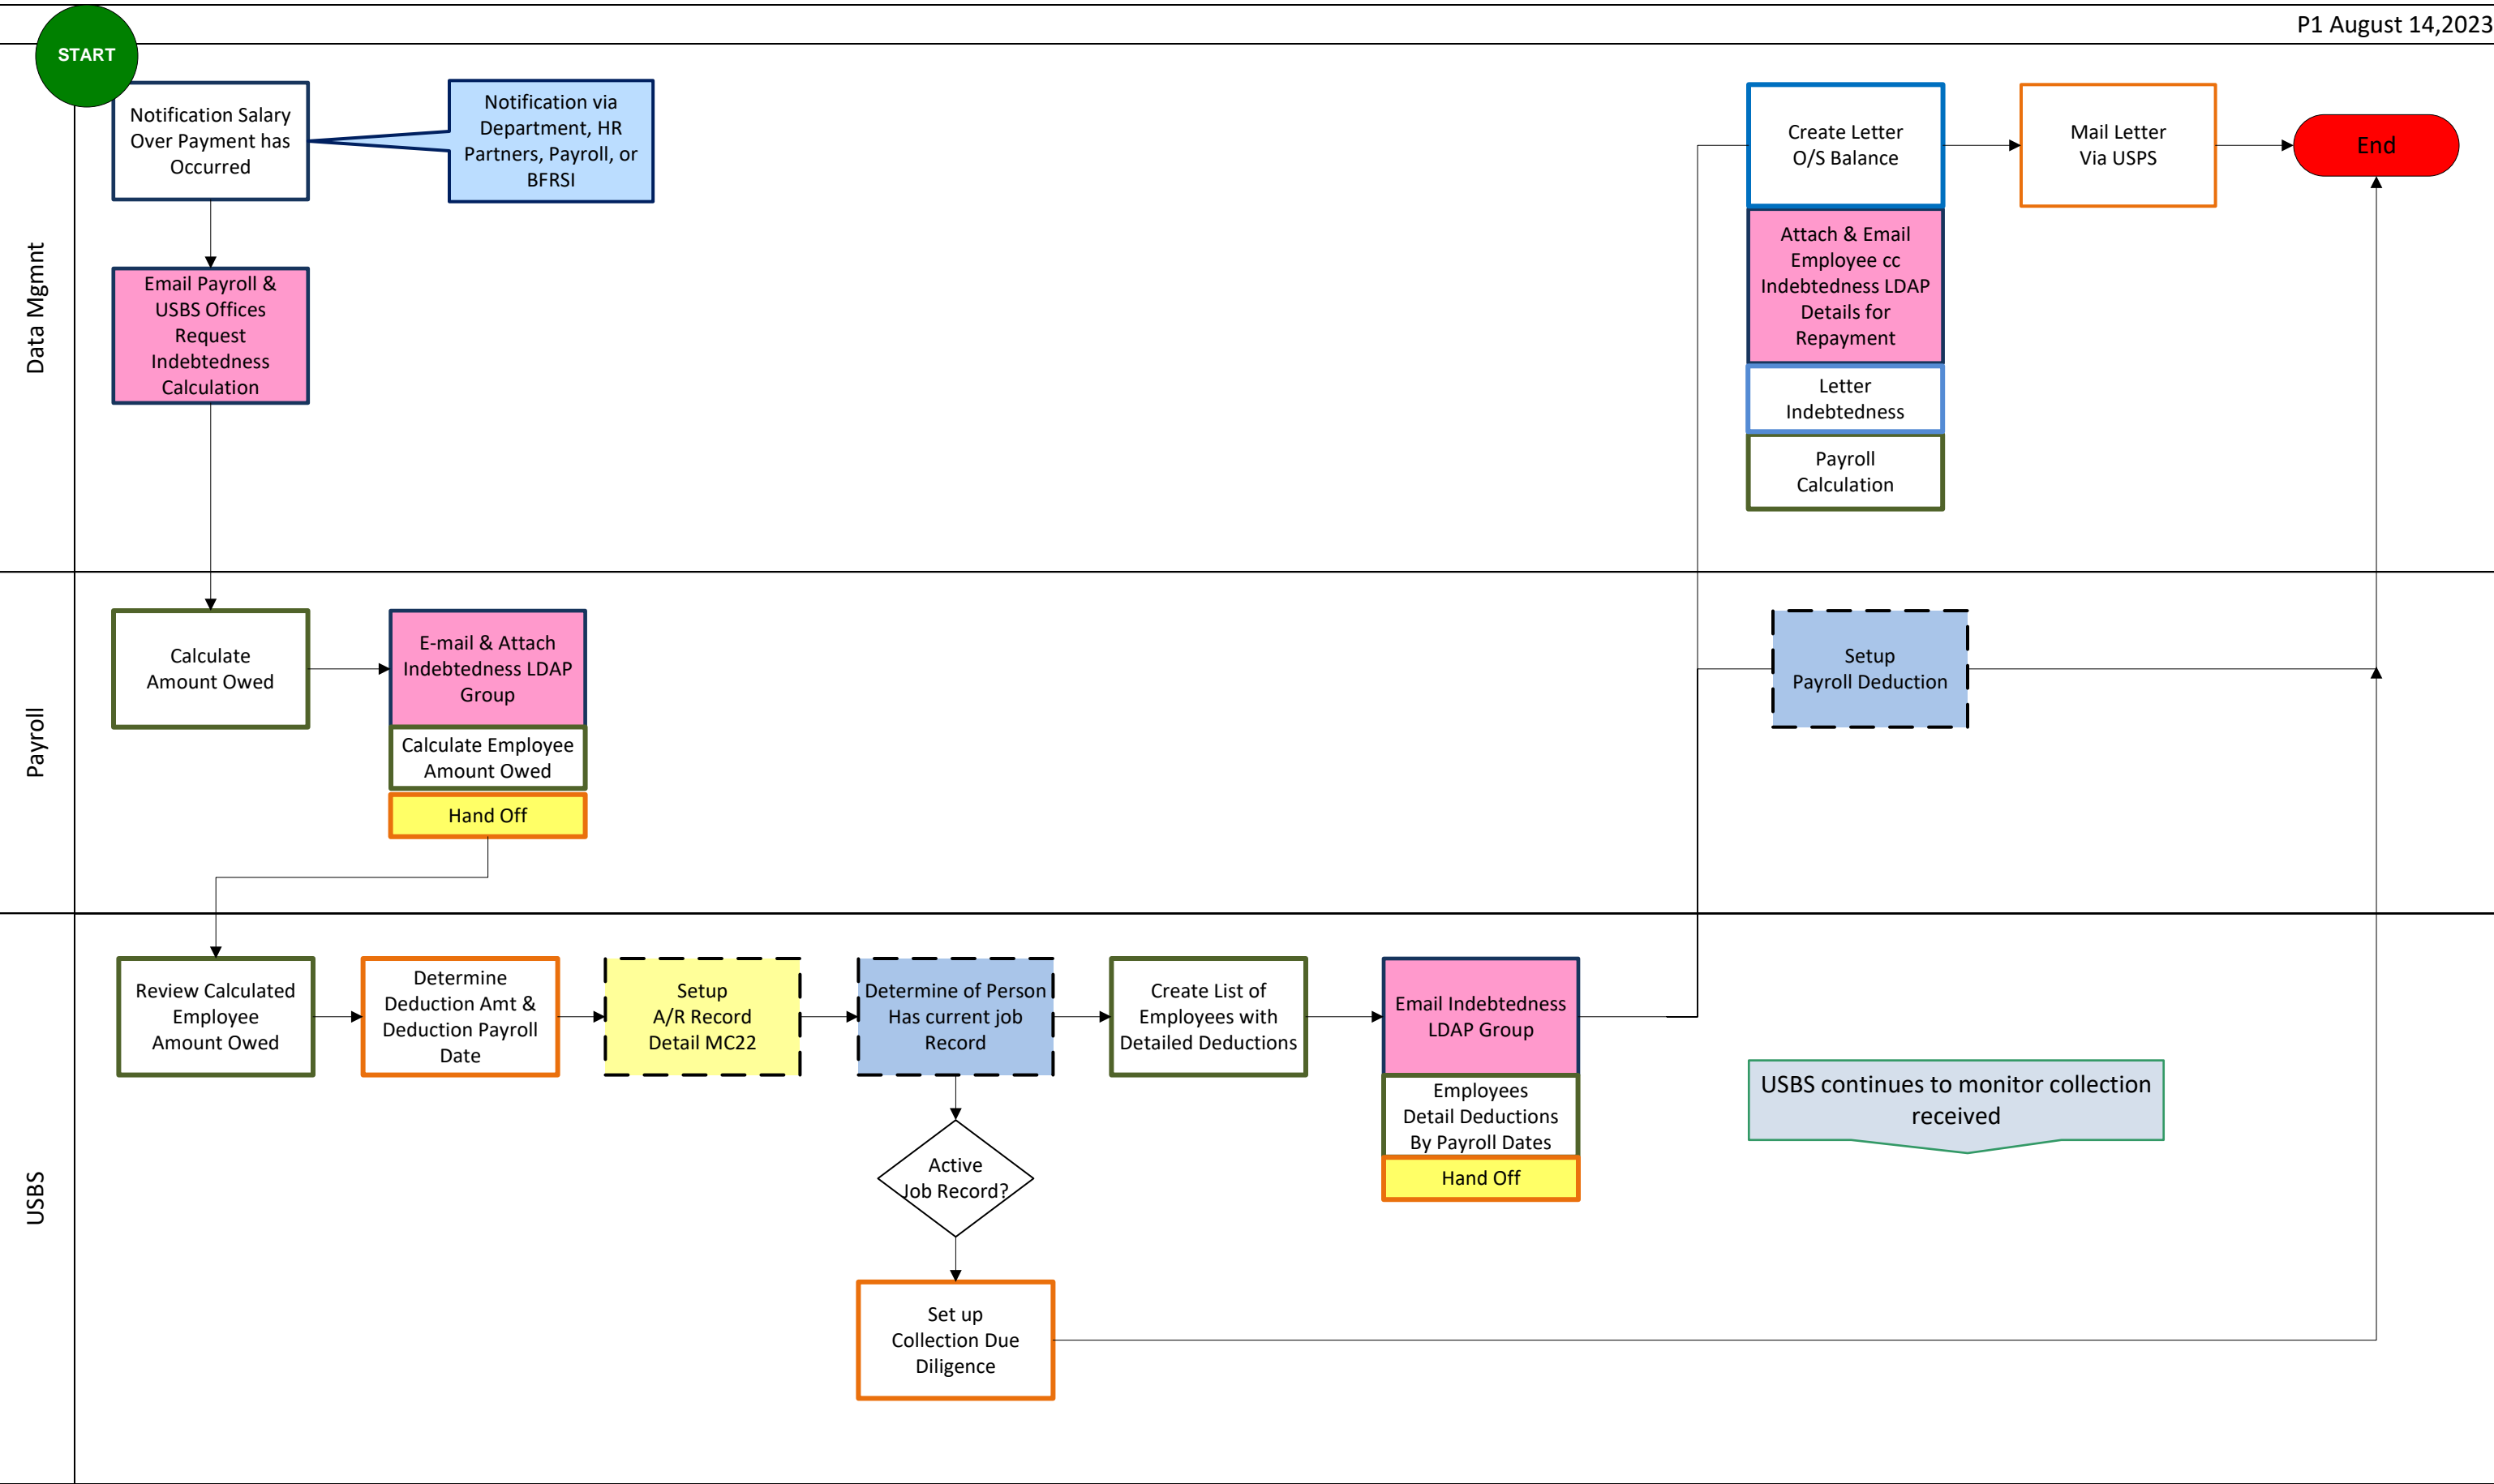 P1 August 14,2023
START
Data Mgmnt
Notification Salary
Over Payment has
Occurred
Notification via
Department, HR
Partners, Payroll, or
BFRSI
Email Payroll &
USBS Offices
Request
Indebtedness
Calculation
Create Letter
O/S Balance
Mail Letter
Via USPS
End
Attach & Email
Employee cc
Indebtedness LDAP
Details for
Repayment
Letter
Indebtedness
Payroll
Calculation
Payroll
Calculate
Amount Owed
E-mail & Attach
Indebtedness LDAP
Group
Calculate Employee
Amount Owed
Hand Off
Setup
Payroll Deduction
USBS
Review Calculated
Employee
Amount Owed
Determine
Deduction Amt &
Deduction Payroll
Date
Setup
A/R Record
Detail MC22
Determine of Person
Has current job
Record
Create List of
Employees with
Detailed Deductions
Email Indebtedness
LDAP Group
Employees
Detail Deductions
By Payroll Dates
Hand Off
USBS continues to monitor collection
received
Active
Job Record?
Set up
Collection Due
Diligence